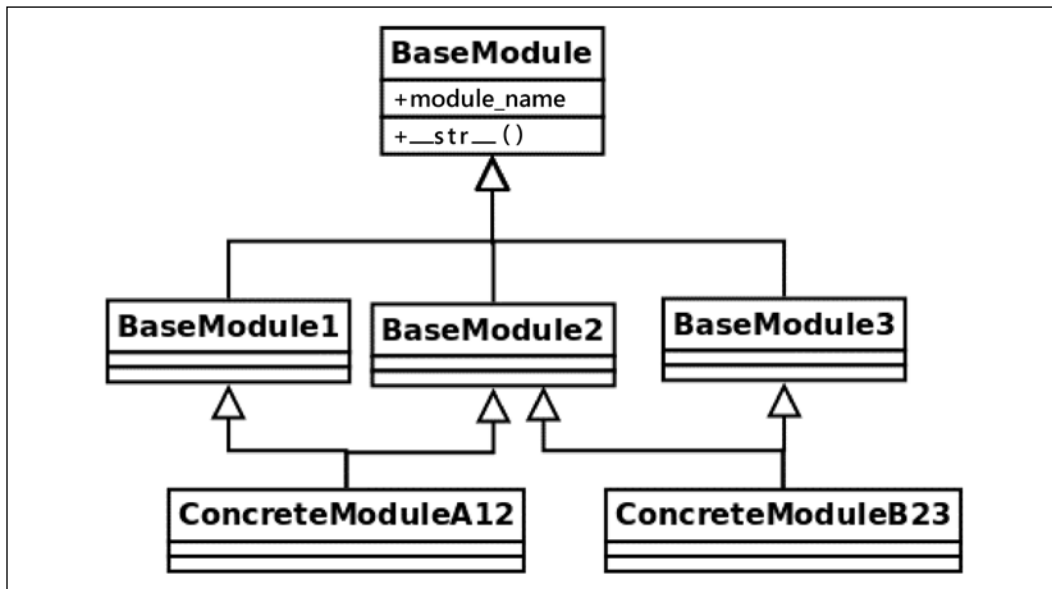 BaseModule
+module_name
+__str__()
BaseModule1
BaseModule2
BaseModule3
ConcreteModuleA12
ConcreteModuleB23